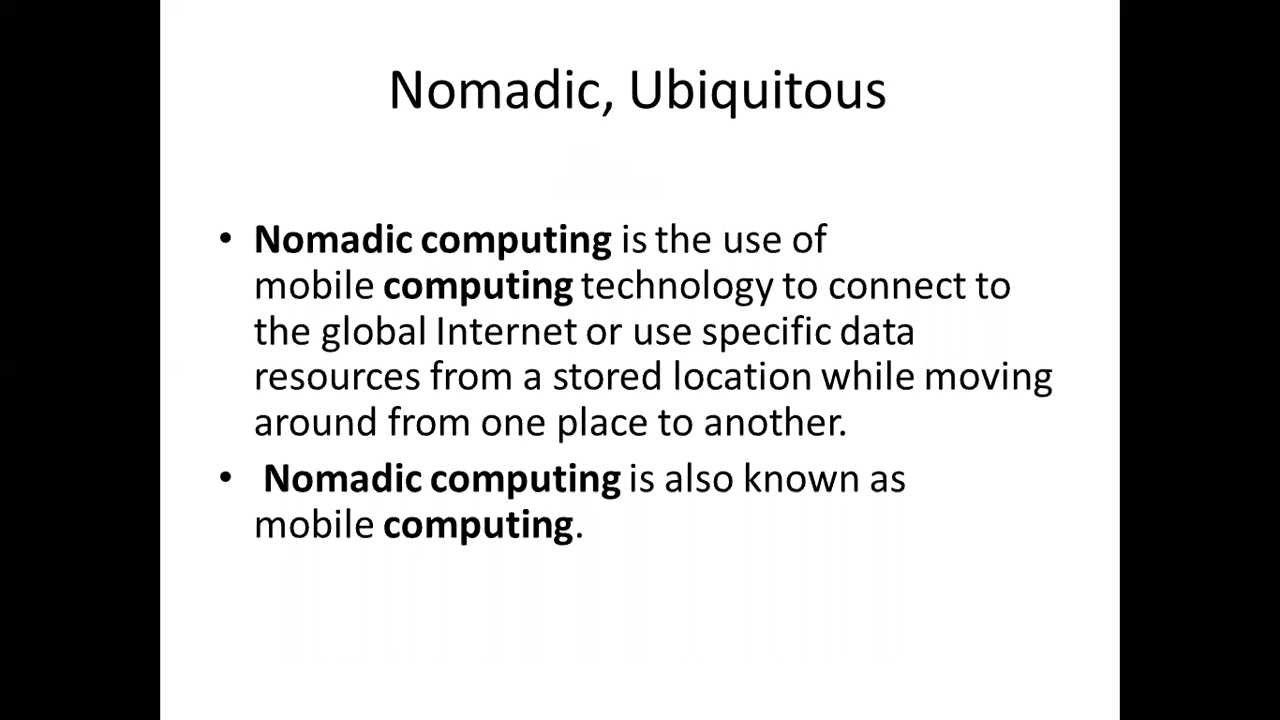 Nomadic, Ubiquitous
• Nomadic computing is the use of
mobile computing technology to connect to
the global Internet or use specific data
resources from a stored location while moving
around from one place to another.
• Nomadic computing is also known as
mobile computing.